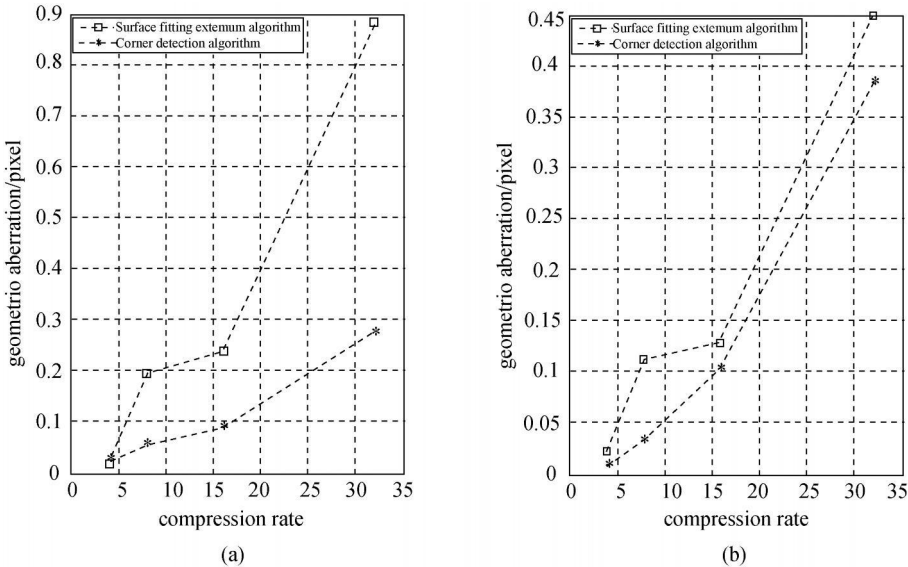 Surface fitting extemum algorithm
Corner detection algorithm
geometrio aberration/pixel
0.9
0.8
0.7
0.6
0.5
0.4
0.3
0.2
0.1
0
0 5 10 15 20 25 30 35
compression rate
(a)
Surface fitting extemum algorithm
Corner detection algorithm
geometrio aberration/pixel
0.45
0.4
0.35
0.3
0.25
0.2
0.15
0.1
0.05
0
0 5 10 15 20 25 30 35
compression rate
(b)